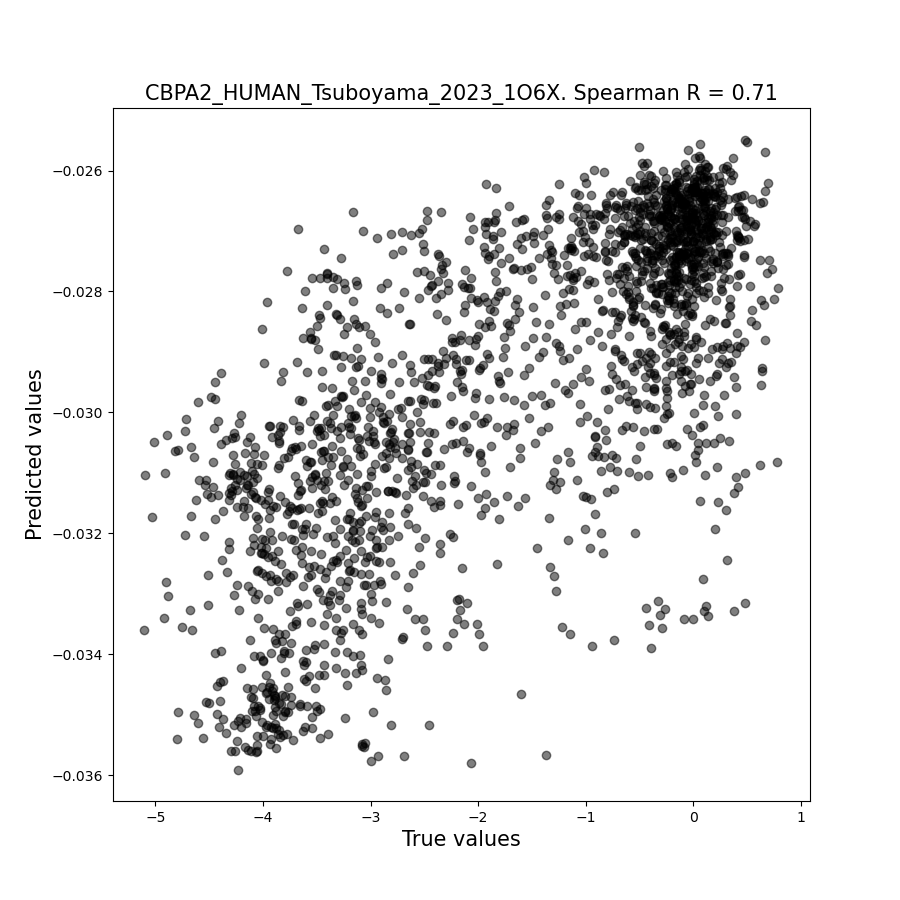 CBPA2_HUMAN_Tsuboyama_2023_1O6X. Spearman R = 0.71
Predicted values
−0.026
−0.028
−0.030
−0.032
−0.034
−0.036
−5 −4 −3 −2 −1 0 1
True values